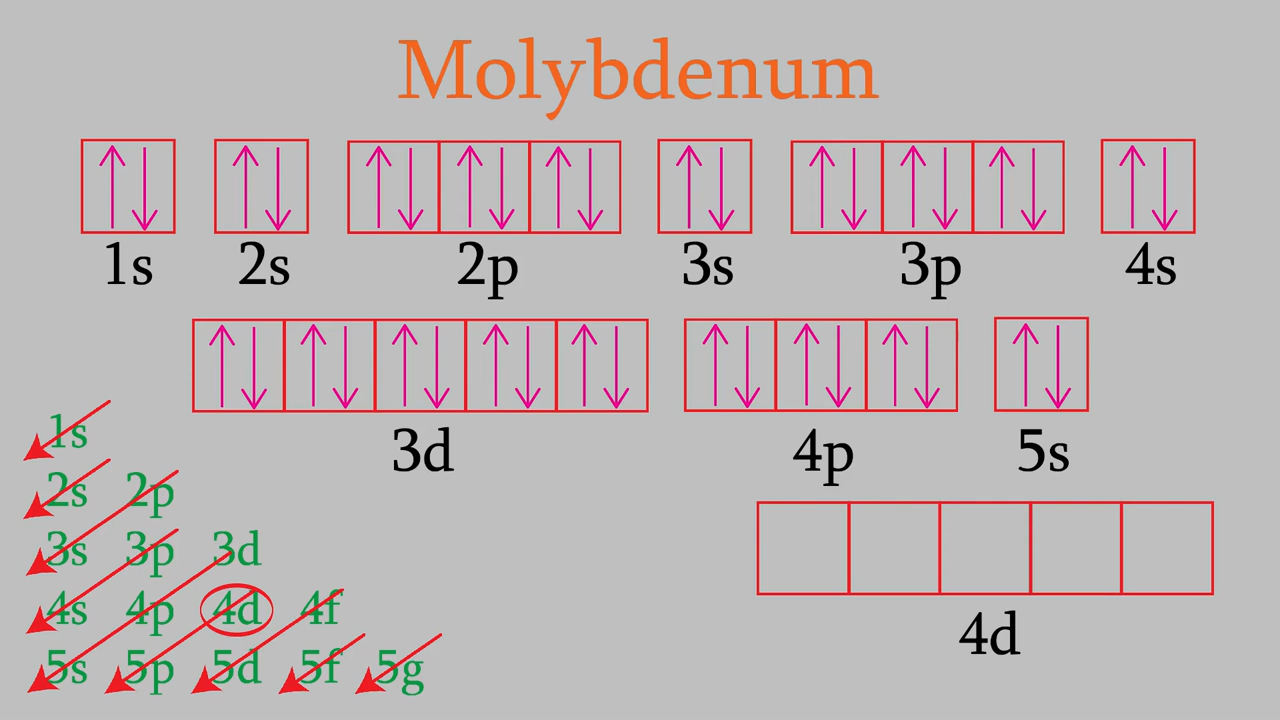 Molybdenum
1s 2s 2p 3s 3p 4s
3d 4p 5s
4d
1s
2s 2p
3s 3p 3d
4s 4p 4d 4f
5s 5p 5d 5f 5g